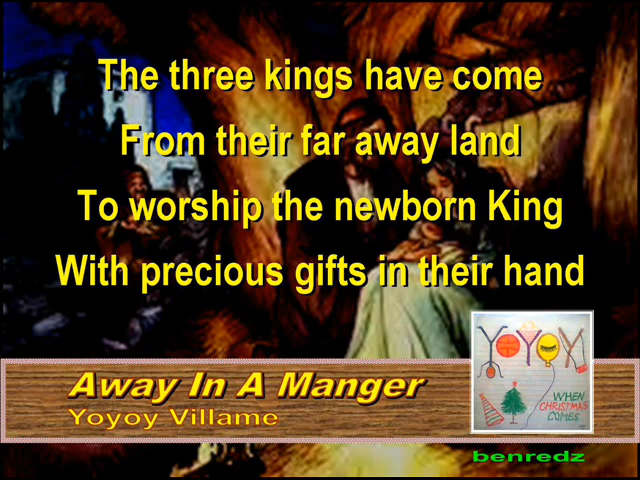 The three kings have come
From their far away land
To worship the newborn King
With precious gifts in their hand
Away In A Manger
Yoyoy Villame
YOYOY
WHEN
CHRISTMAS
COMES
benredz